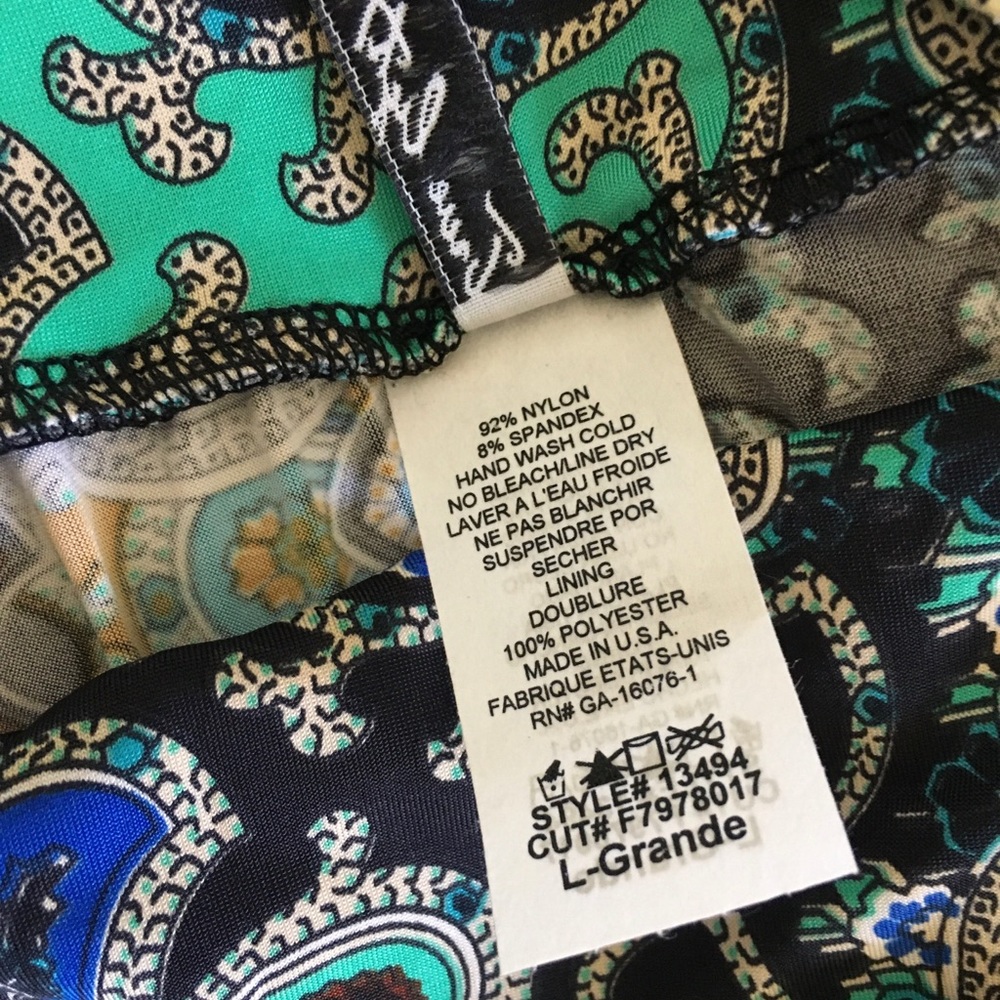 92% NYLON
8% SPANDEX
HAND WASH COLD
NO BLEACH/LINE DRY
LAVER A L'EAU FROIDE
NE PAS BLANCHIR
SUSPENDRE POR
SECHER
LINING
DOUBLURE
100% POLYESTER
MADE IN U.S.A.
FABRIQUE ETATS-UNIS
RN# GA-16076-1
STYLE# 13494
CUT# F7978017
L-Grande